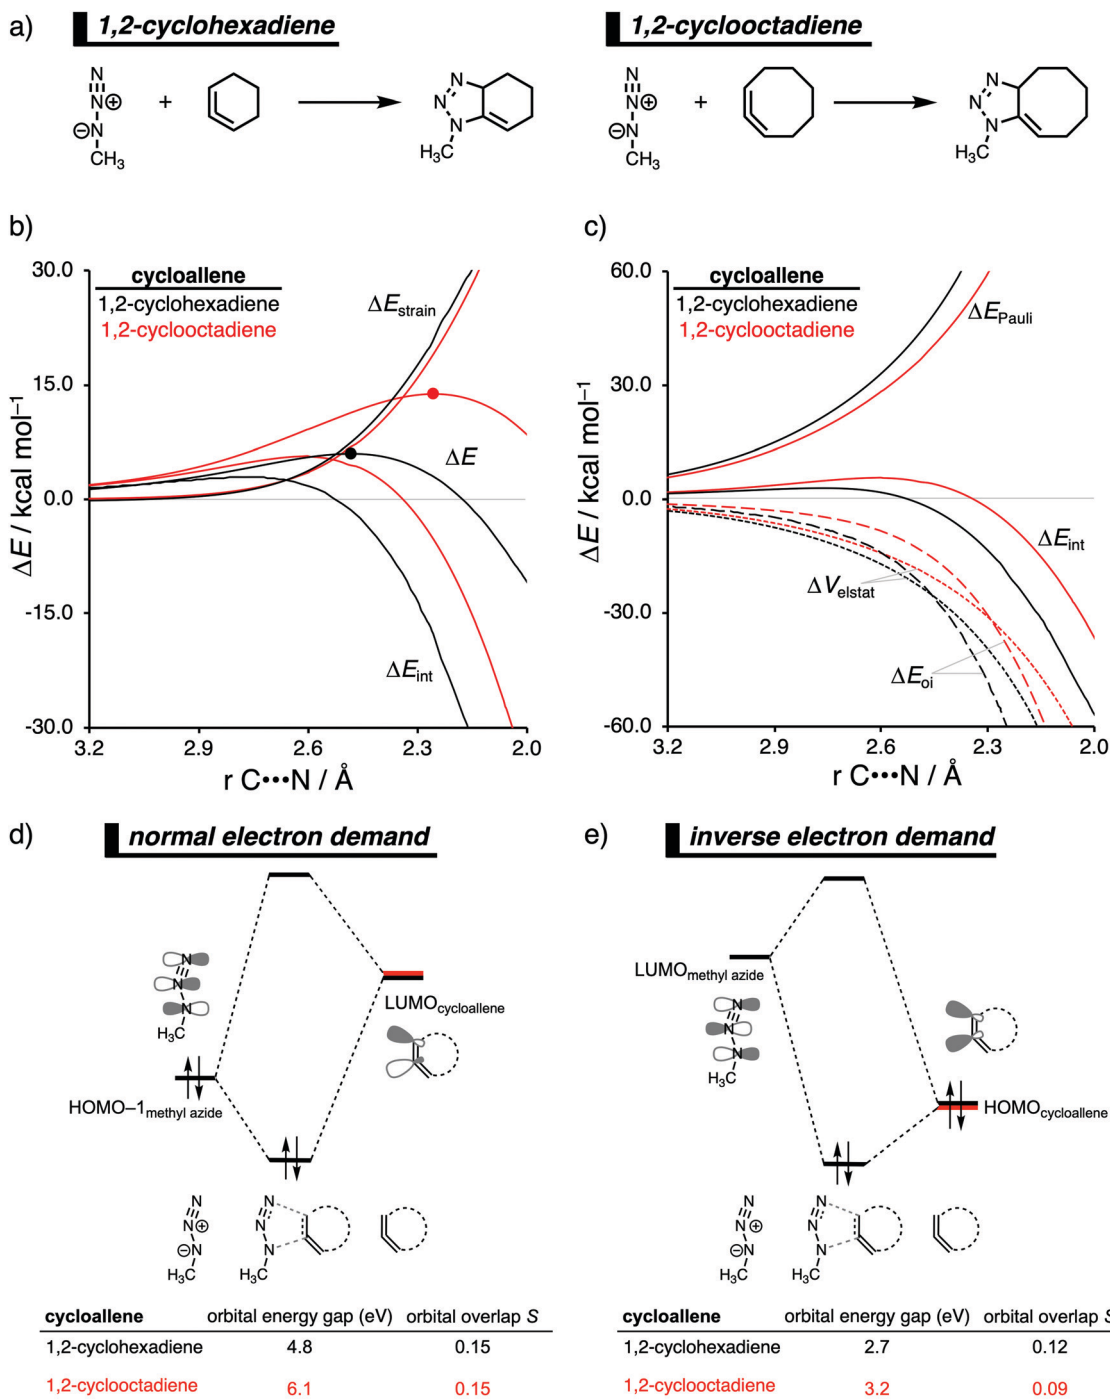 a)
1,2-cyclohexadiene
1,2-cyclooctadiene
N
N
N
⊕
⊖
CH3
+
N
N
N
H3C
N
N
N
⊕
⊖
CH3
+
N
N
N
H3C
b)
30.0
15.0
0.0
-15.0
-30.0
ΔE / kcal mol–1
cycloallene
1,2-cyclohexadiene
1,2-cyclooctadiene
ΔEstrain
ΔE
ΔEint
3.2 2.9 2.6 2.3 2.0
r C•••N / Å
c)
60.0
30.0
0.0
-30.0
-60.0
ΔE / kcal mol–1
cycloallene
1,2-cyclohexadiene
1,2-cyclooctadiene
ΔEPauli
ΔEint
ΔVelstat
ΔEoi
3.2 2.9 2.6 2.3 2.0
r C•••N / Å
d)
normal electron demand
N
N
N
H3C
LUMOcycloallene
HOMO–1methyl azide
N
N
N
⊕
⊖
H3C
N
N
N
CH3
cycloallene orbital energy gap (eV) orbital overlap S
1,2-cyclohexadiene 4.8 0.15
1,2-cyclooctadiene 6.1 0.15
e)
inverse electron demand
LUMOmethyl azide
N
N
N
H3C
HOMOcycloallene
N
N
N
⊕
⊖
H3C
N
N
N
CH3
cycloallene orbital energy gap (eV) orbital overlap S
1,2-cyclohexadiene 2.7 0.12
1,2-cyclooctadiene 3.2 0.09